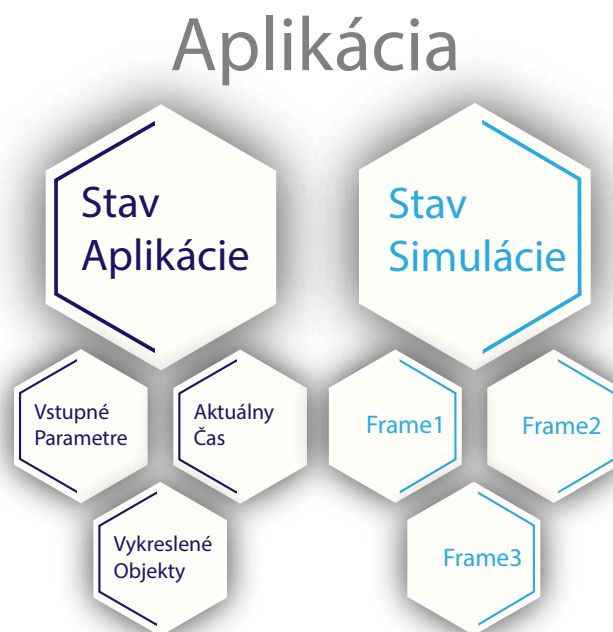 Aplikácia
Stav
Aplikácie
Stav
Simulácie
Vstupné
Parametre
Aktuálny
Čas
Frame1
Frame2
Vykreslené
Objekty
Frame3